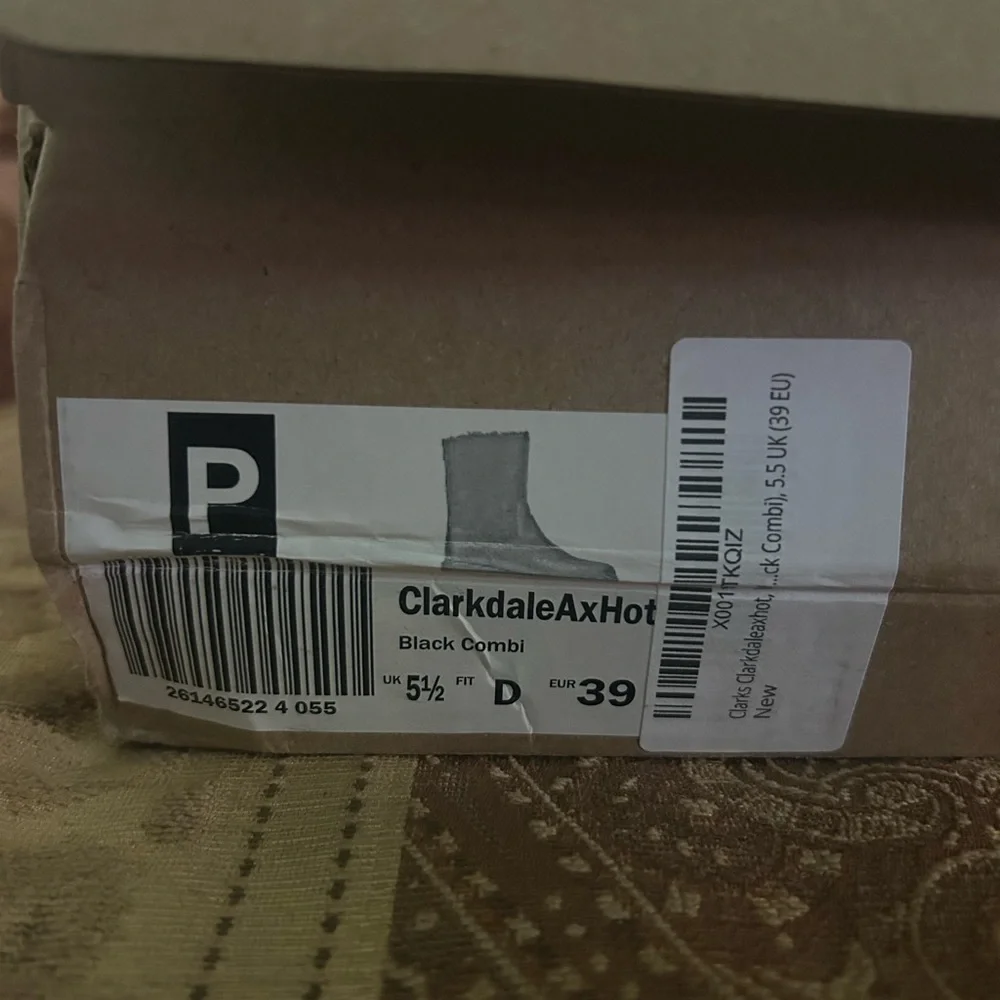 P
26146522 4 055
ClarkdaleAxHot
Black Combi
UK 5½ FIT D EUR 39
X001TKQIZ
Clarks Clarkdaleaxhot, ...ck Combi), 5.5 UK (39 EU)
New